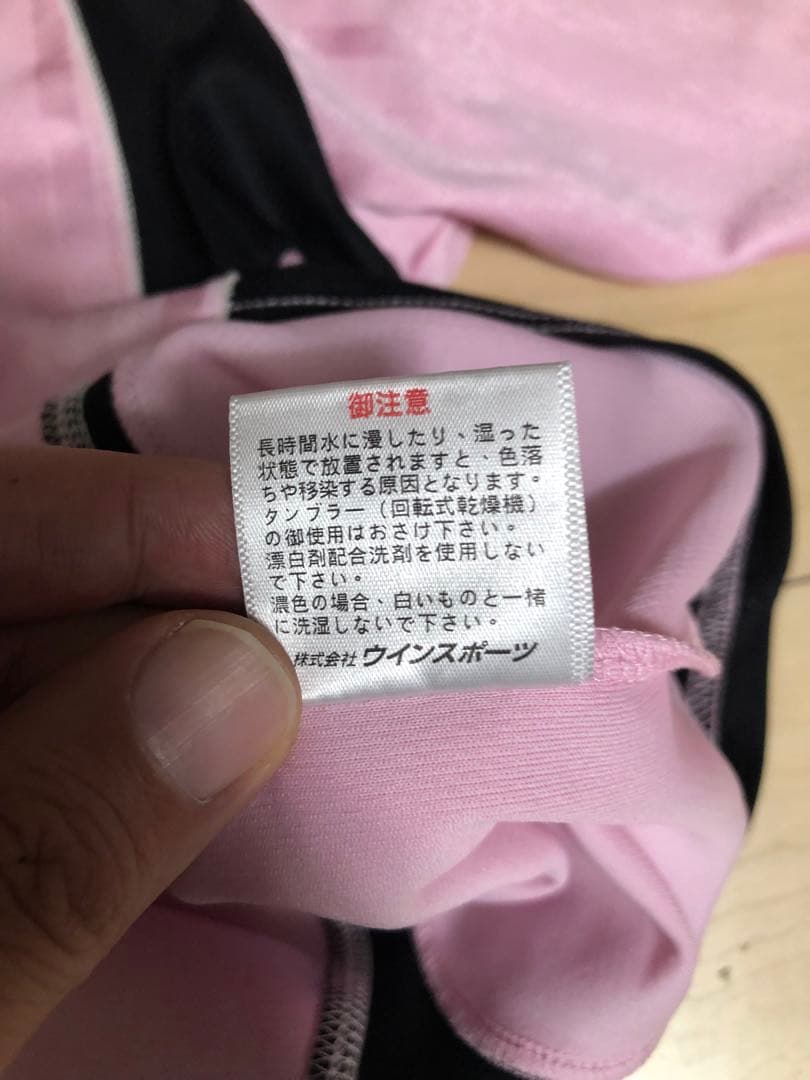 御注意
長時間水に漫したり、湿った
状態で放置されますと、色落
ちや移染する原因となります。
タンブラー(回転式乾燥機)
の御使用はおさけ下さい。
漂白剤配合洗剤を使用しない
で下さい。
濃色の場合、白いものと一緒
に洗湿しないで下さい。
株式会社 ウインスポーツ